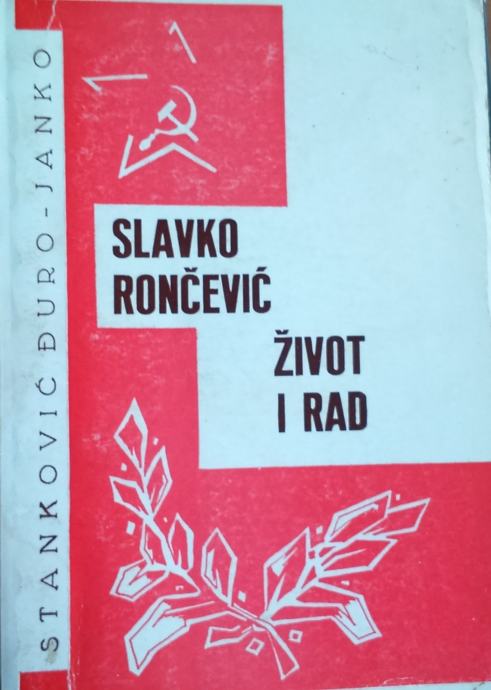 STANKOVIĆ ĐURO-JANKO
SLAVKO
RONČEVIĆ
ŽIVOT
I RAD